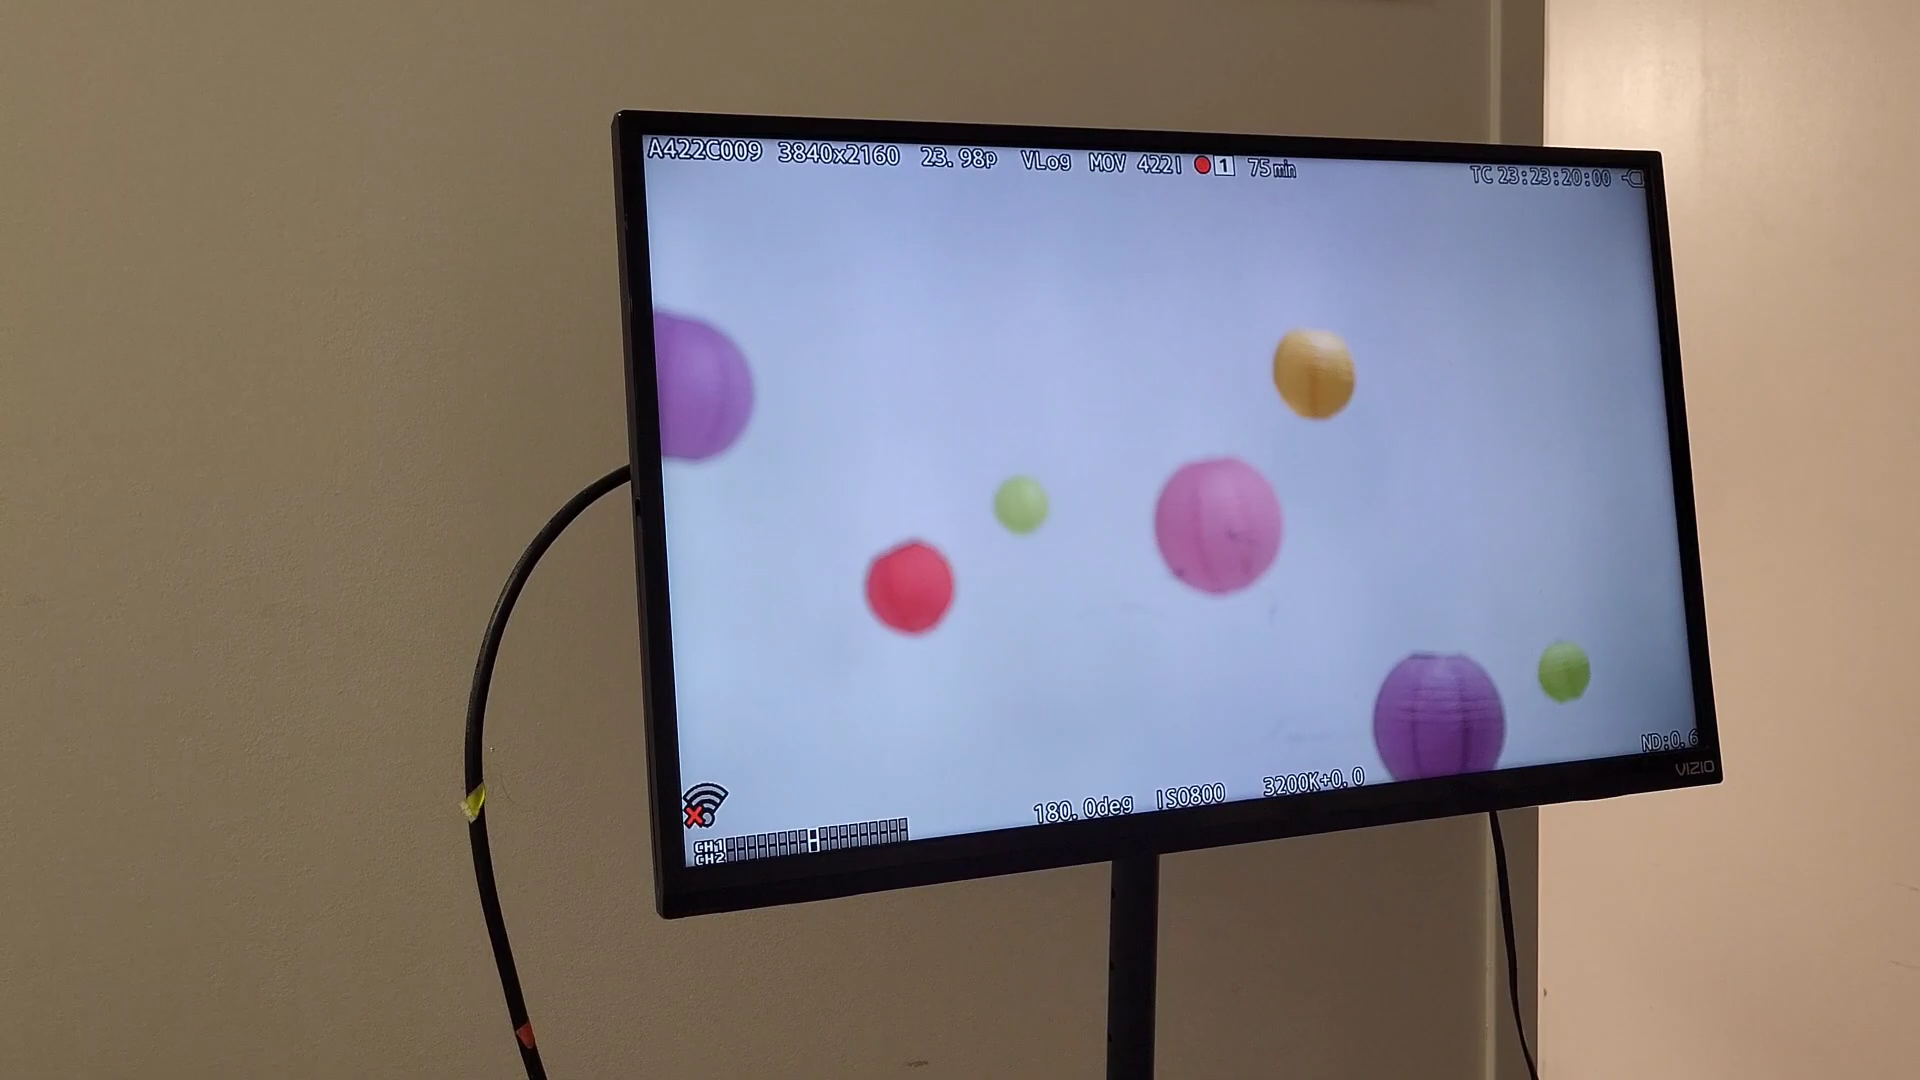 A422C009 3840x2160 23.98p VLog MOV 422I 1 75min TC 23:23:20:00
ND:0.6
VIZIO
180.0deg ISO800 3200K+0.0
CH1
CH2